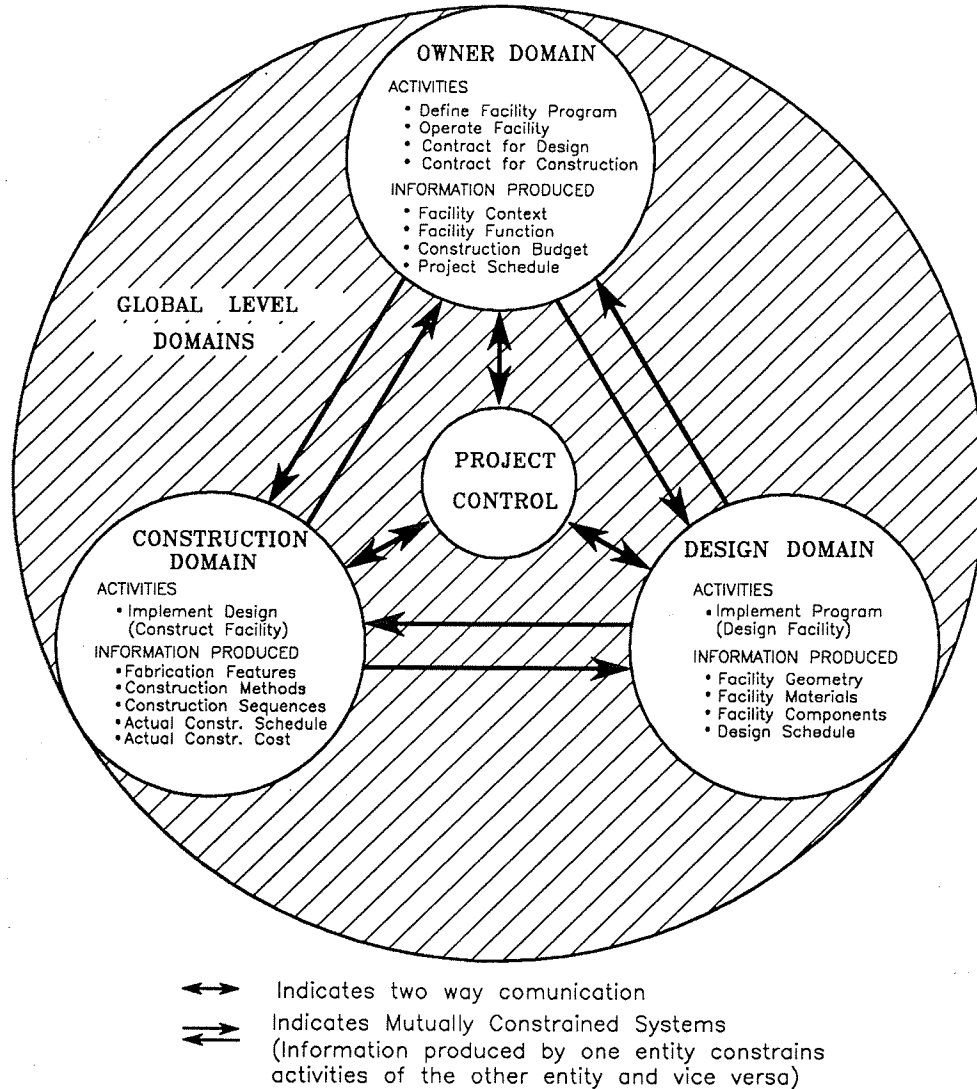 OWNER DOMAIN
ACTIVITIES
• Define Facility Program
• Operate Facility
• Contract for Design
• Contract for Construction
INFORMATION PRODUCED
• Facility Context
• Facility Function
• Construction Budget
• Project Schedule
GLOBAL LEVEL
DOMAINS
PROJECT
CONTROL
CONSTRUCTION
DOMAIN
ACTIVITIES
• Implement Design
(Construct Facility)
INFORMATION PRODUCED
• Fabrication Features
• Construction Methods
• Construction Sequences
• Actual Constr. Schedule
• Actual Constr. Cost
DESIGN DOMAIN
ACTIVITIES
• Implement Program
(Design Facility)
INFORMATION PRODUCED
• Facility Geometry
• Facility Materials
• Facility Components
• Design Schedule
Indicates two way comunication
Indicates Mutually Constrained Systems
(Information produced by one entity constrains
activities of the other entity and vice versa)